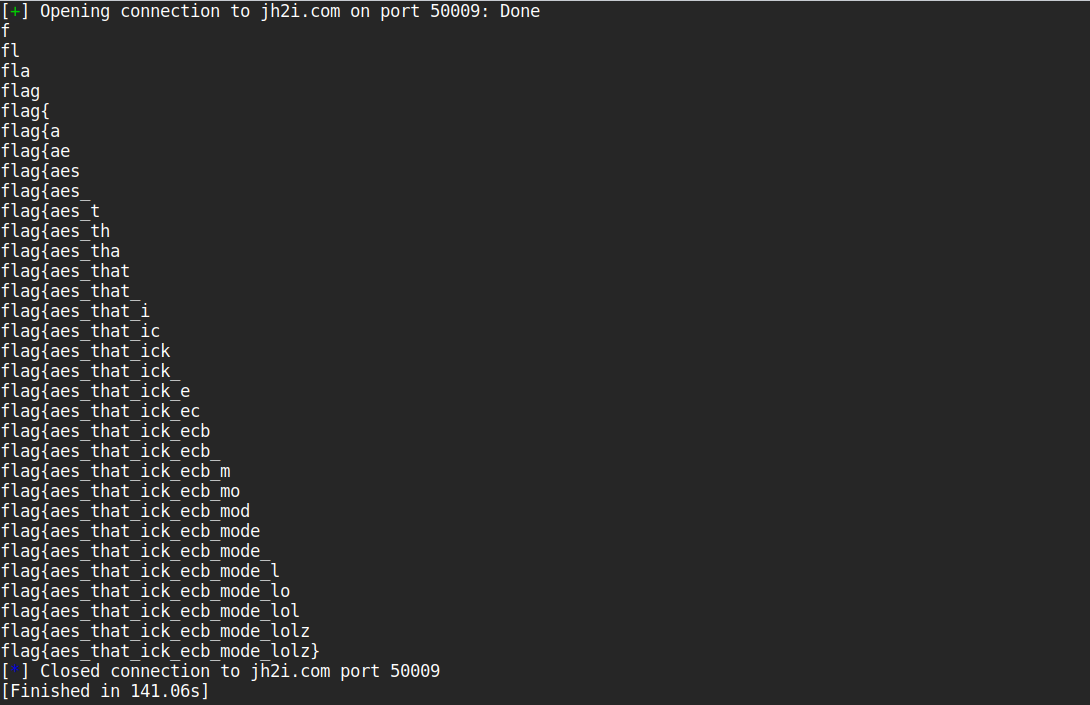 [+] Opening connection to jh2i.com on port 50009: Done
f
fl
fla
flag
flag{
flag{a
flag{ae
flag{aes
flag{aes_
flag{aes_t
flag{aes_th
flag{aes_tha
flag{aes_that
flag{aes_that_
flag{aes_that_i
flag{aes_that_ic
flag{aes_that_ick
flag{aes_that_ick_
flag{aes_that_ick_e
flag{aes_that_ick_ec
flag{aes_that_ick_ecb
flag{aes_that_ick_ecb_
flag{aes_that_ick_ecb_m
flag{aes_that_ick_ecb_mo
flag{aes_that_ick_ecb_mod
flag{aes_that_ick_ecb_mode
flag{aes_that_ick_ecb_mode_
flag{aes_that_ick_ecb_mode_l
flag{aes_that_ick_ecb_mode_lo
flag{aes_that_ick_ecb_mode_lol
flag{aes_that_ick_ecb_mode_lolz
flag{aes_that_ick_ecb_mode_lolz}
[*] Closed connection to jh2i.com port 50009
[Finished in 141.06s]